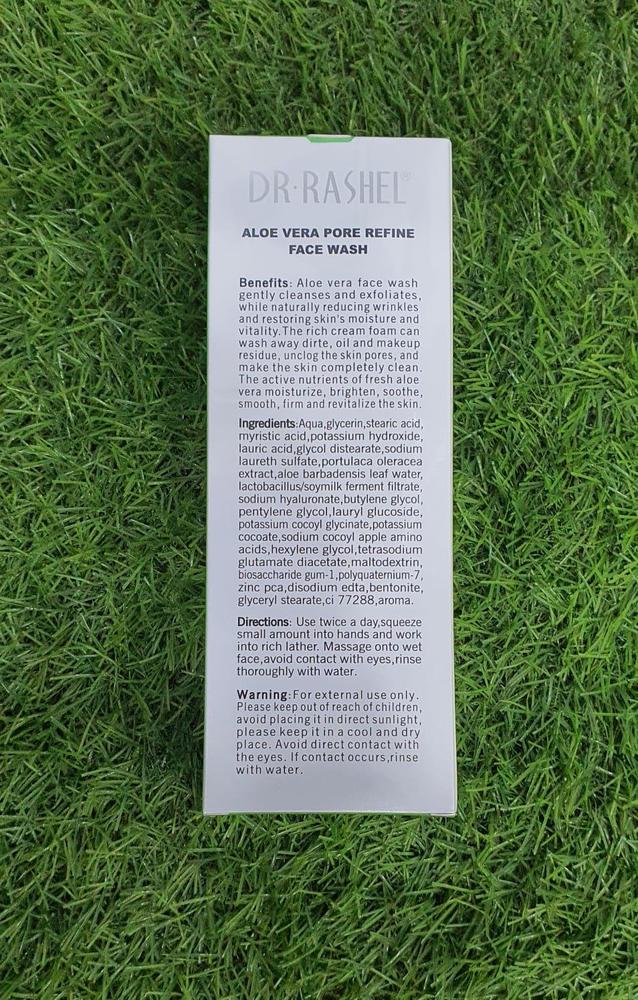 DR·RASHEL®
ALOE VERA PORE REFINE
FACE WASH
Benefits: Aloe vera face wash
gently cleanses and exfoliates,
while naturally reducing wrinkles
and restoring skin's moisture and
vitality.The rich cream foam can
wash away dirte, oil and makeup
residue, unclog the skin pores, and
make the skin completely clean.
The active nutrients of fresh aloe
vera moisturize, brighten, soothe,
smooth, firm and revitalize the skin.
Ingredients:Aqua,glycerin,stearic acid,
myristic acid,potassium hydroxide,
lauric acid,glycol distearate,sodium
laureth sulfate,portulaca oleracea
extract,aloe barbadensis leaf water,
lactobacillus/soymilk ferment filtrate,
sodium hyaluronate,butylene glycol,
pentylene glycol,lauryl glucoside,
potassium cocoyl glycinate,potassium
cocoate,sodium cocoyl apple amino
acids,hexylene glycol,tetrasodium
glutamate diacetate,maltodextrin,
biosaccharide gum-1,polyquaternium-7,
zinc pca,disodium edta,bentonite,
glyceryl stearate,ci 77288,aroma.
Directions: Use twice a day,squeeze
small amount into hands and work
into rich lather. Massage onto wet
face,avoid contact with eyes,rinse
thoroughly with water.
Warning:For external use only.
Please keep out of reach of children,
avoid placing it in direct sunlight,
please keep it in a cool and dry
place. Avoid direct contact with
the eyes. If contact occurs,rinse
with water.